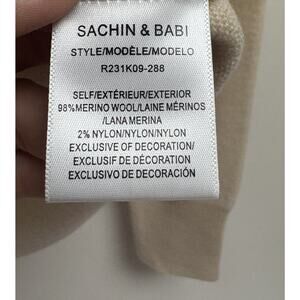 SACHIN & BABI
STYLE/MODÈLE/MODELO
R231K09-288
SELF/EXTÉRIEUR/EXTERIOR
98%MERINO WOOL/LAINE MÉRINOS
/LANA MERINA
2% NYLON/NYLON/NYLON
EXCLUSIVE OF DECORATION/
EXCLUSIF DE DÉCORATION/
EXCLUSIVO DE DECORACIÓN